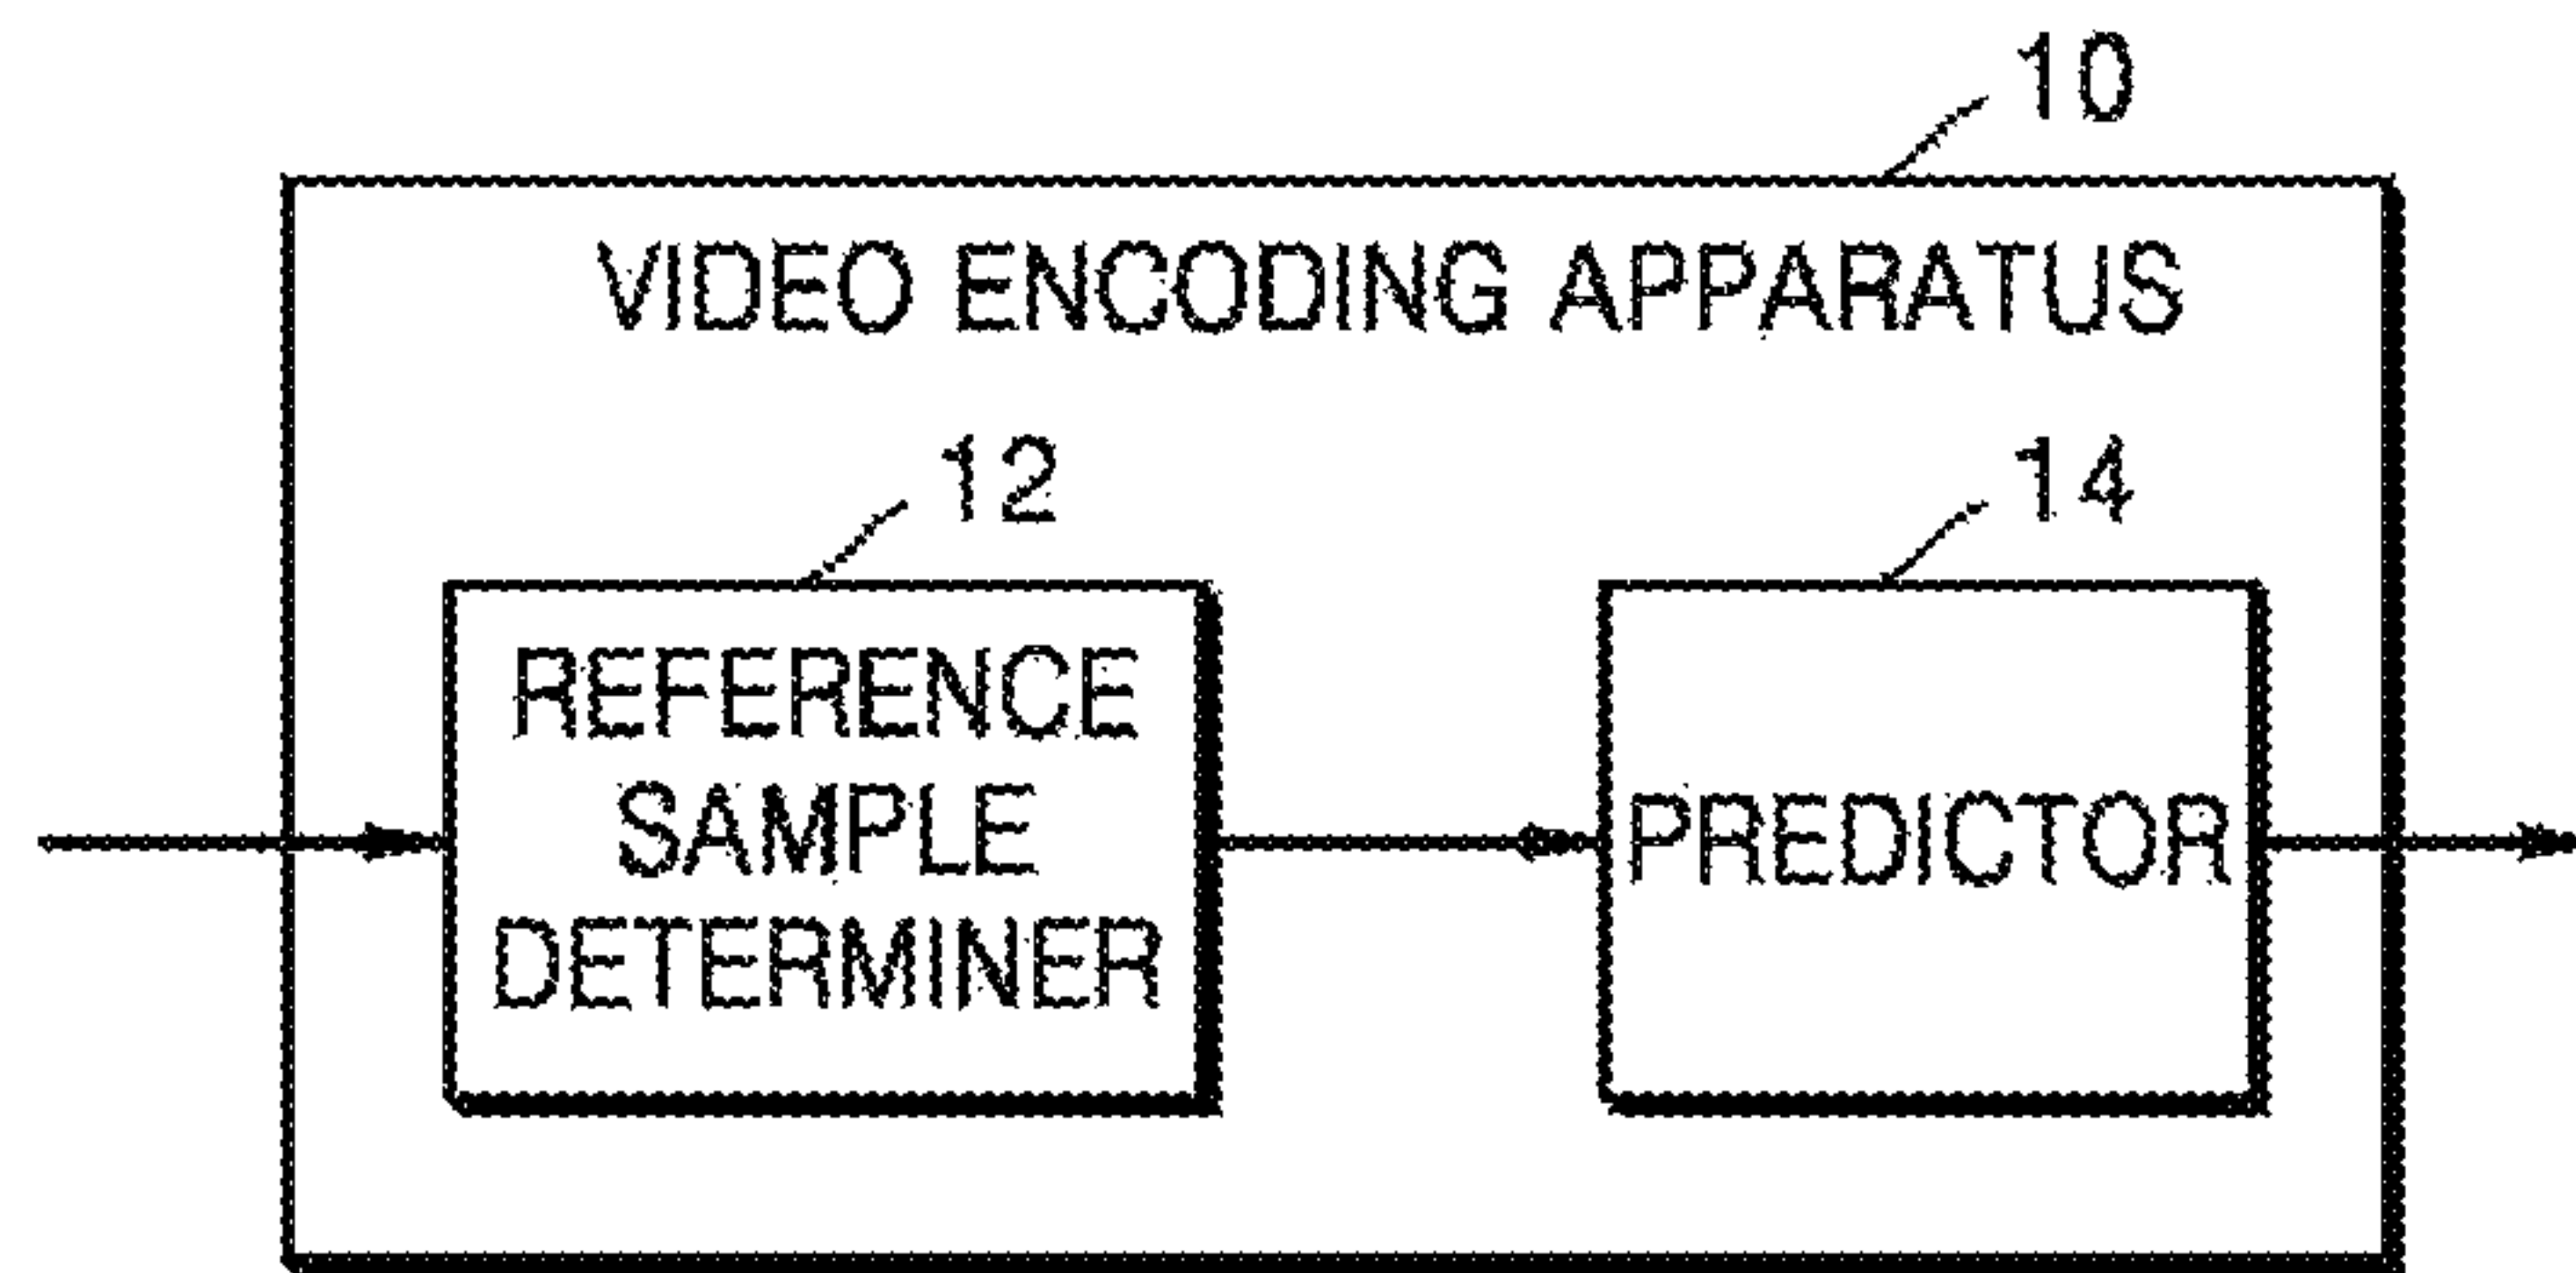 10
VIDEO ENCODING APPARATUS
12
14
REFERENCE
SAMPLE
DETERMINER
PREDICTOR